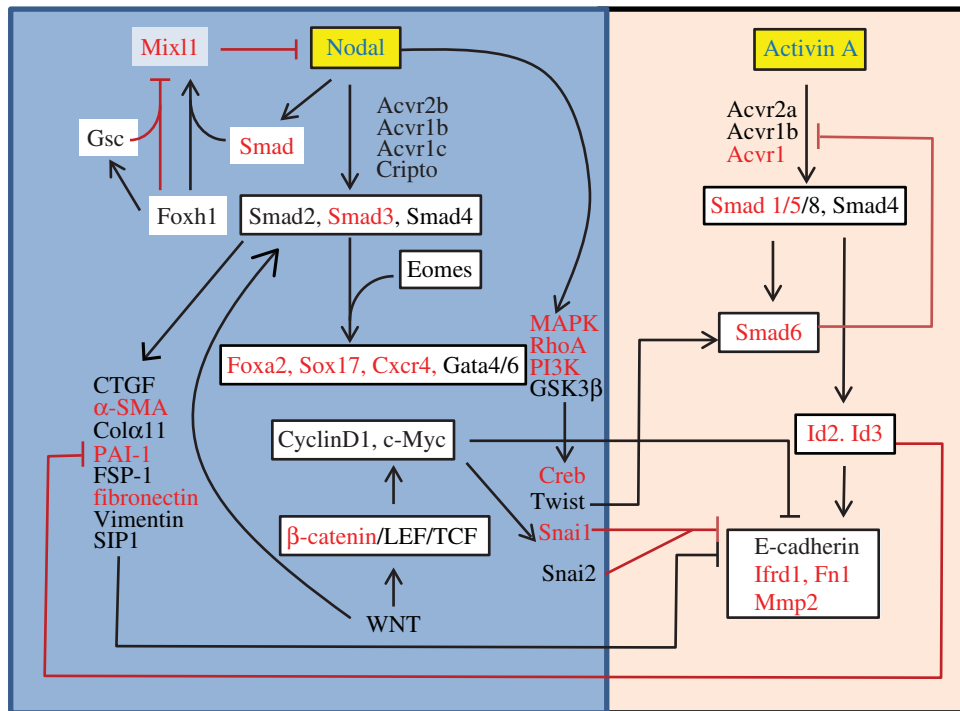 Mixl1
Nodal
Activin A
Acvr2b
Acvr1b
Acvr1c
Cripto
Acvr2a
Acvr1b
Acvr1
Gsc
Smad
Foxh1
Smad2, Smad3, Smad4
Smad 1/5/8, Smad4
Eomes
MAPK
RhoA
PI3K
GSK3β
Smad6
Foxa2, Sox17, Cxcr4, Gata4/6
CTGF
α-SMA
Colα11
PAI-1
FSP-1
fibronectin
Vimentin
SIP1
CyclinD1, c-Myc
Id2. Id3
Creb
Twist
Snai1
Snai2
β-catenin/LEF/TCF
E-cadherin
Ifrd1, Fn1
Mmp2
WNT